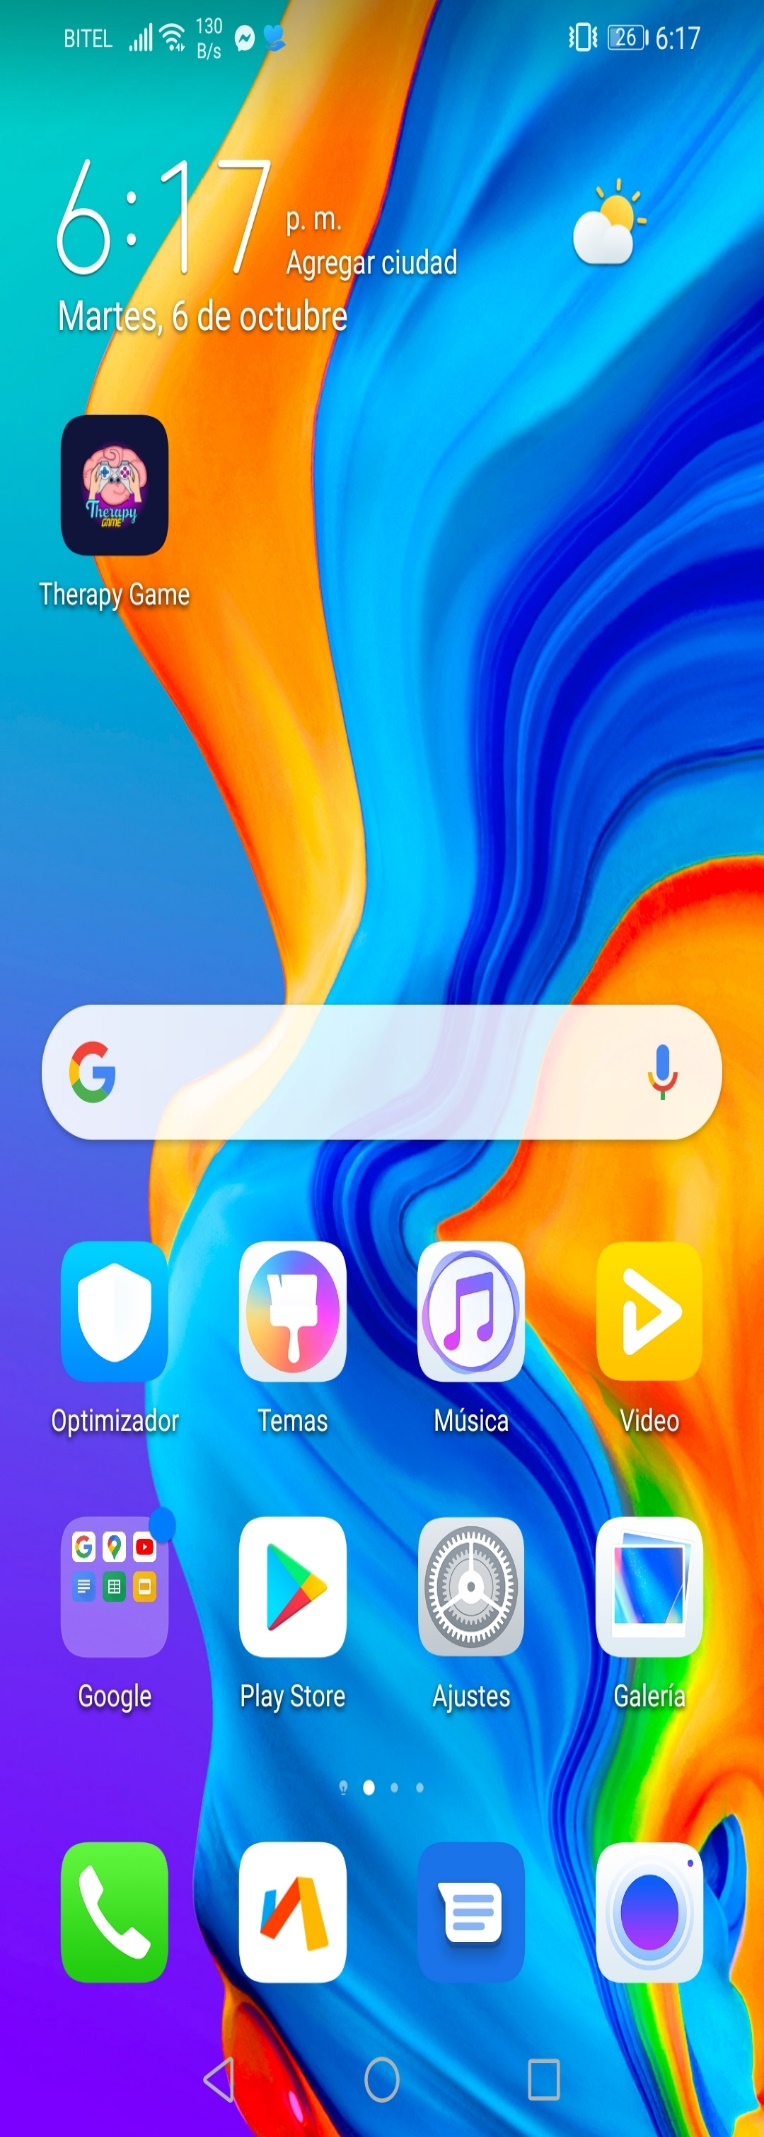 BITEL 130 B/s 26 6:17
6:17 p. m.
Agregar ciudad
Martes, 6 de octubre
Therapy
GAME
Therapy Game
Optimizador Temas Música Video
Google Play Store Ajustes Galería